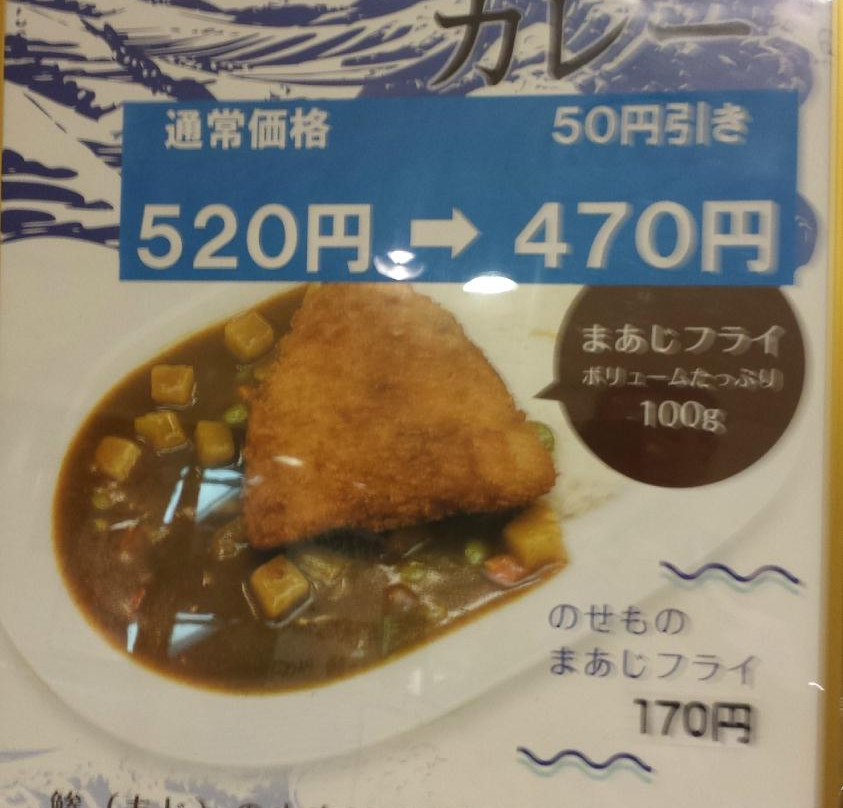 カレー
通常価格 50円引き
520円 ➡ 470円
まあじフライ
ボリュームたっぷり
100g
のせもの
まあじフライ
170円